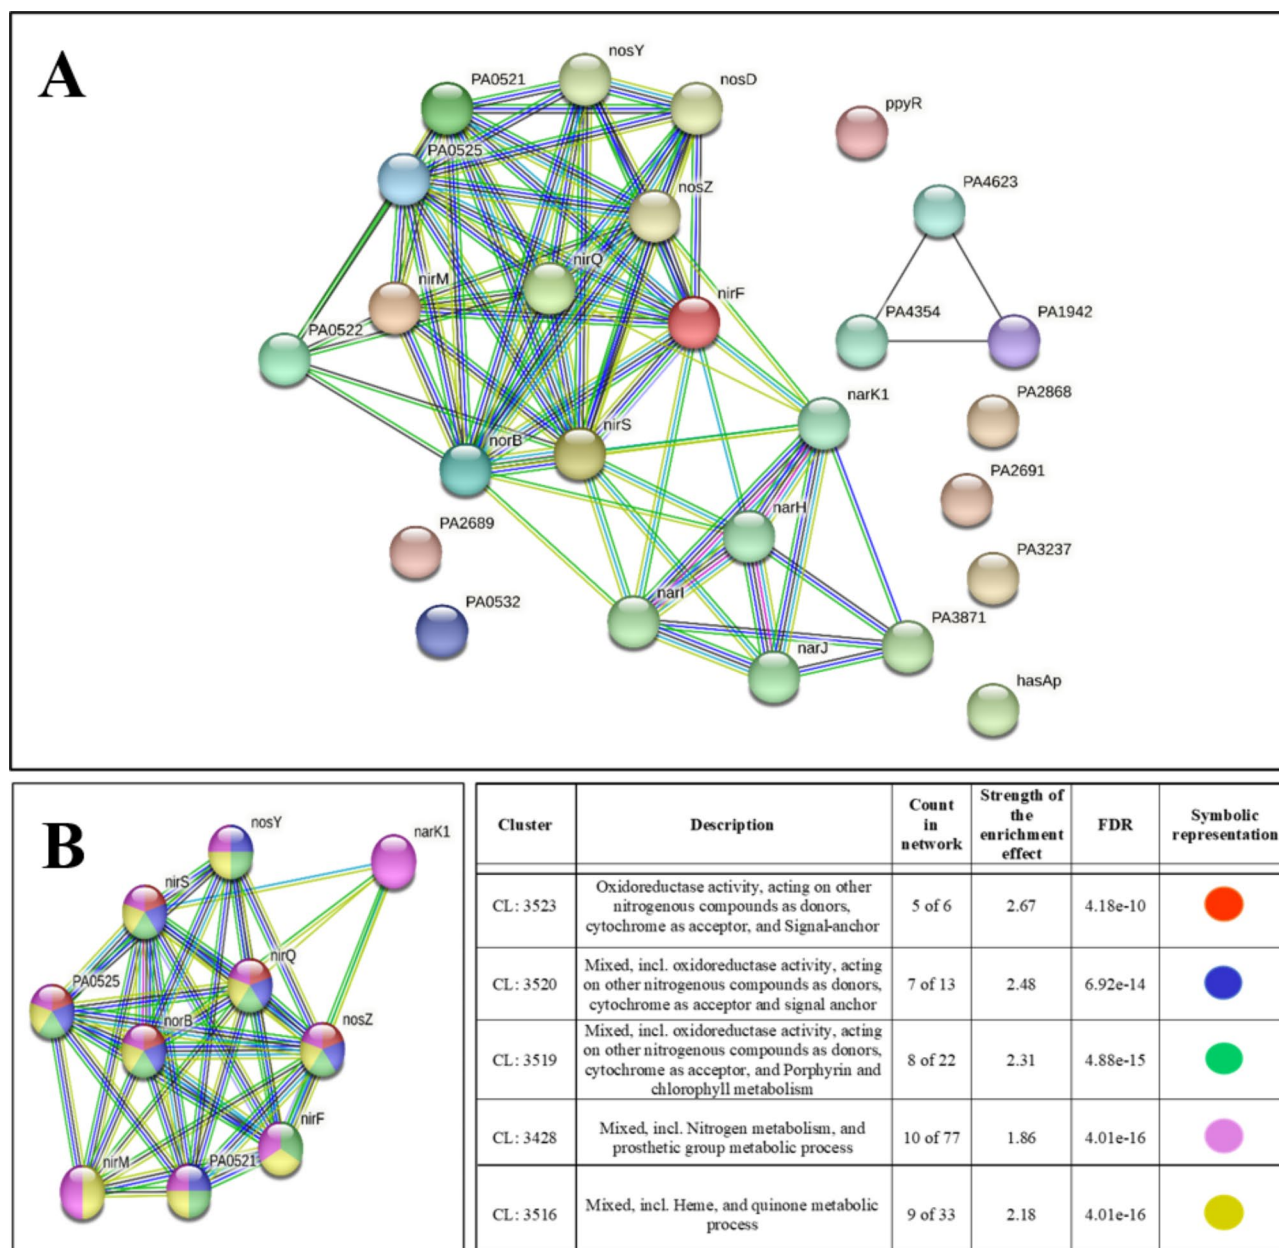 A
nosY
PA0521
nosD
ppyR
PA0525
PA4623
nosZ
nirQ
nirM
nirF
PA0522
PA4354
PA1942
narK1
PA2868
nirS
norB
PA2691
narH
PA2689
PA3237
narI
PA0532
PA3871
narJ
hasAp
B
nosY
narK1
nirS
nirQ
PA0525
norB
nosZ
nirF
nirM
PA0521
Cluster
Description
Count
in
network
Strength of
the
enrichment
effect
FDR
Symbolic
representation
CL: 3523
Oxidoreductase activity, acting on other
nitrogenous compounds as donors,
cytochrome as acceptor, and Signal-anchor
5 of 6
2.67
4.18e-10
CL: 3520
Mixed, incl. oxidoreductase activity, acting
on other nitrogenous compounds as donors,
cytochrome as acceptor and signal anchor
7 of 13
2.48
6.92e-14
CL: 3519
Mixed, incl. oxidoreductase activity, acting
on other nitrogenous compounds as donors,
cytochrome as acceptor, and Porphyrin and
chlorophyll metabolism
8 of 22
2.31
4.88e-15
CL: 3428
Mixed, incl. Nitrogen metabolism, and
prosthetic group metabolic process
10 of 77
1.86
4.01e-16
CL: 3516
Mixed, incl. Heme, and quinone metabolic
process
9 of 33
2.18
4.01e-16